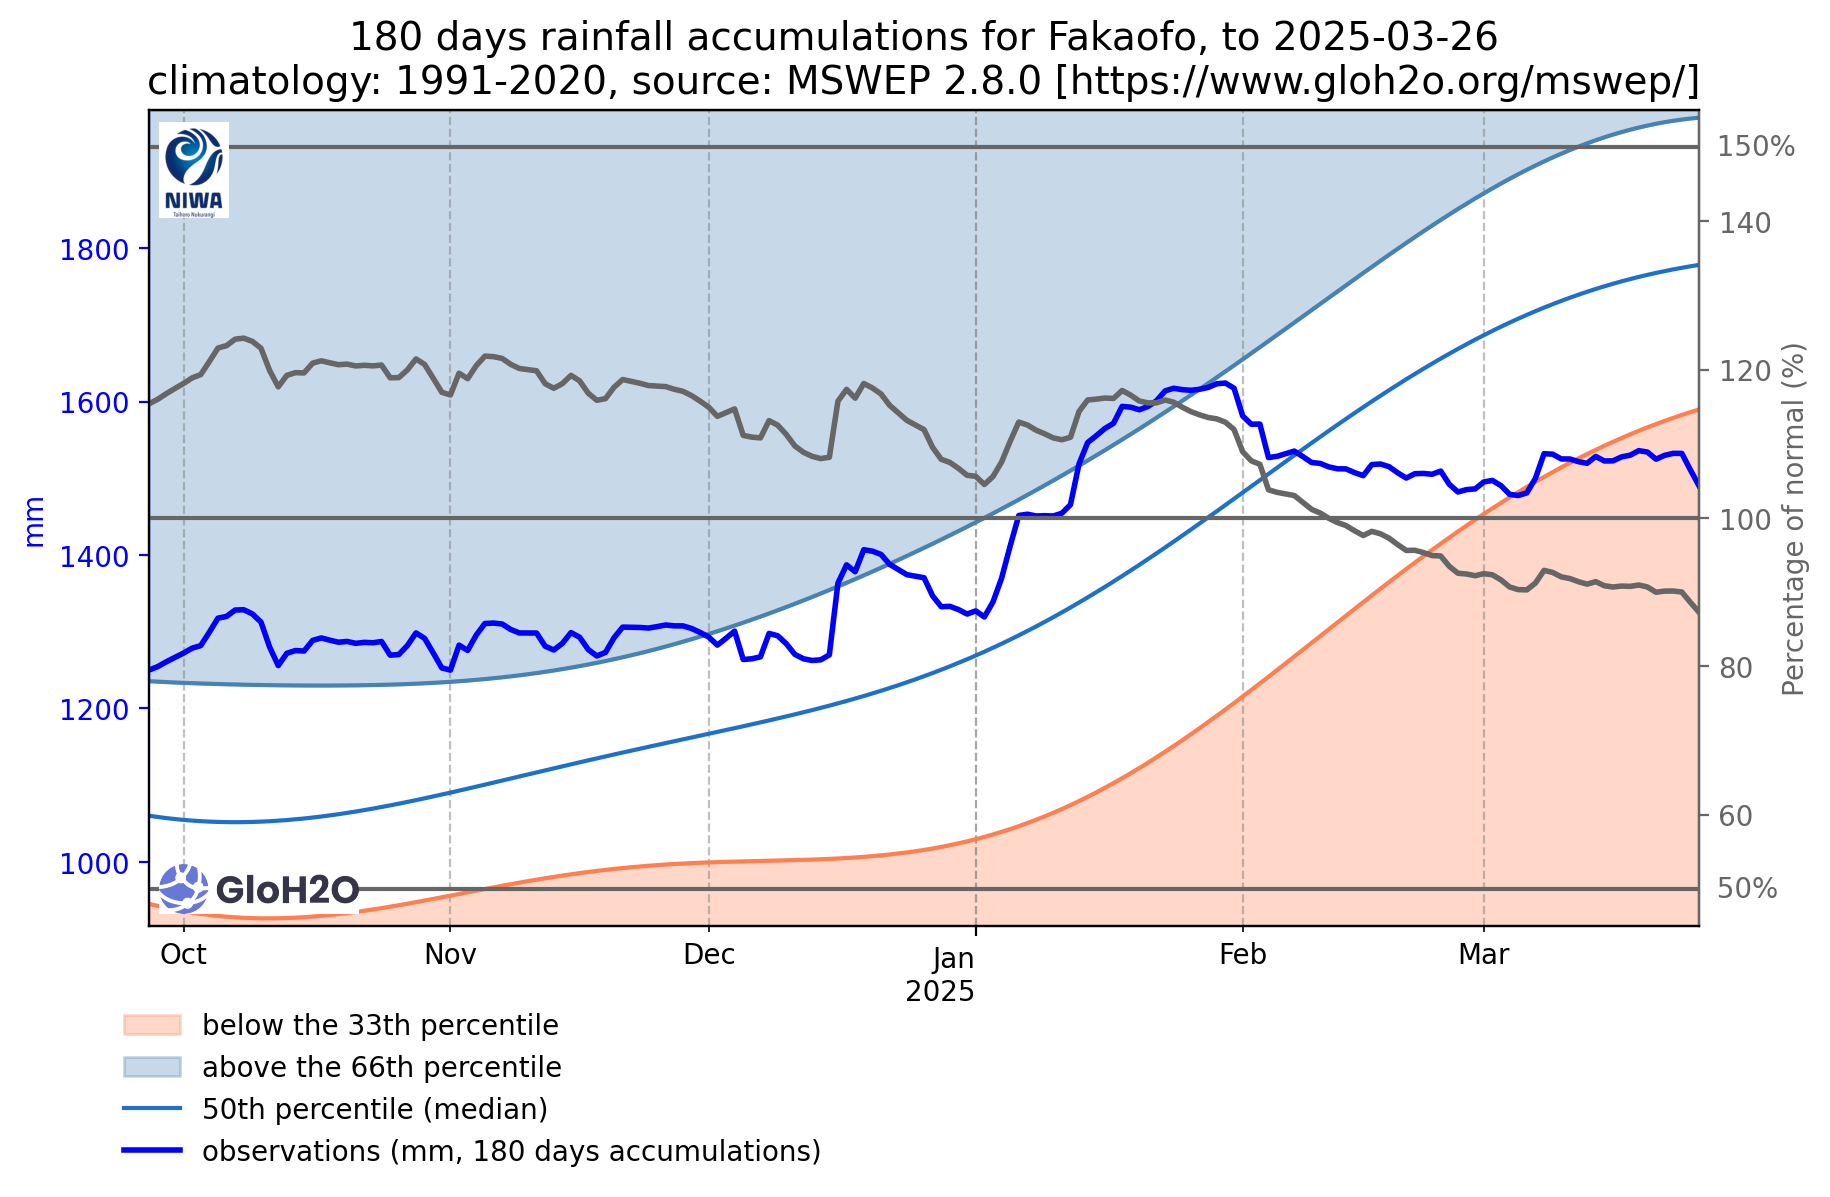 180 days rainfall accumulations for Fakaofo, to 2025-03-26
climatology: 1991-2020, source: MSWEP 2.8.0 [https://www.gloh2o.org/mswep/]
NIWA
Taihoro Nukurangi
1800
1600
1400
1200
1000
mm
150%
140
120
100
80
60
50%
Percentage of normal (%)
GloH2O
Oct
Nov
Dec
Jan
2025
Feb
Mar
below the 33th percentile
above the 66th percentile
50th percentile (median)
observations (mm, 180 days accumulations)